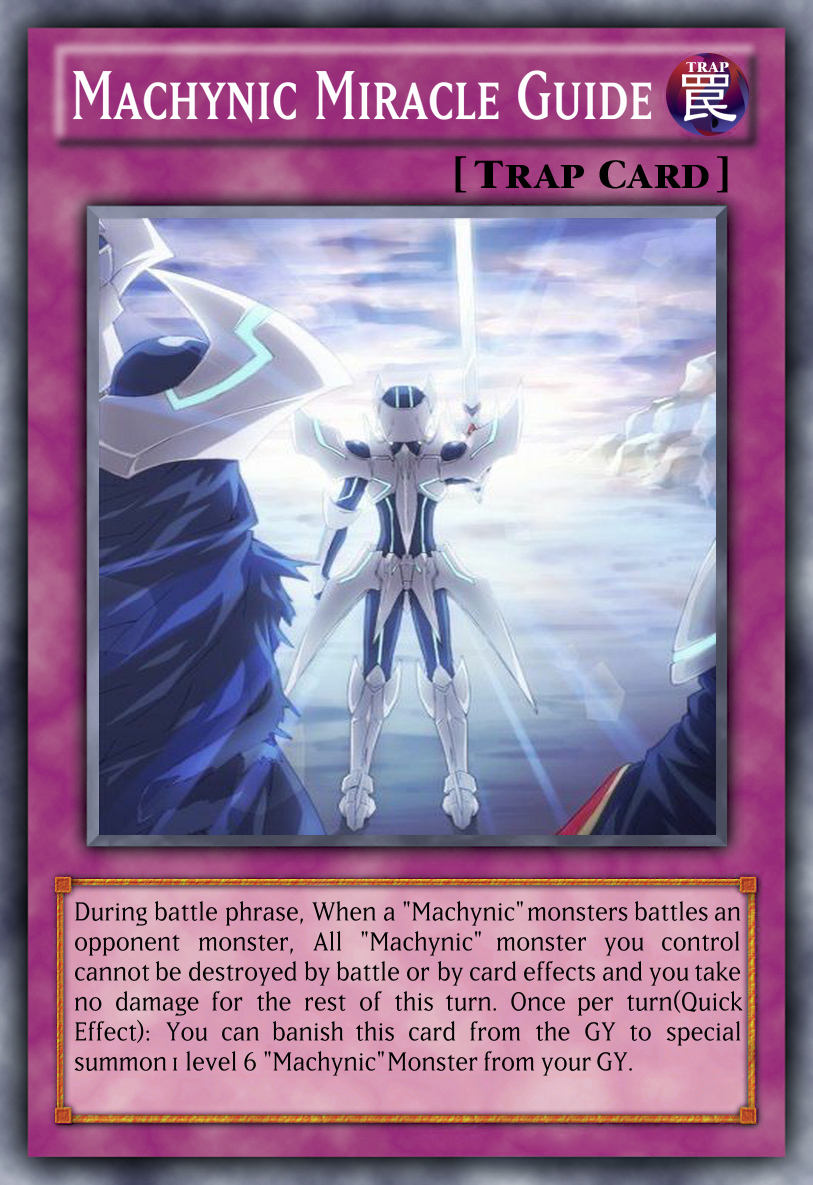 Machynic Miracle Guide
TRAP
罠
[Trap Card]
During battle phrase, When a "Machynic" monsters battles an
opponent monster, All "Machynic" monster you control
cannot be destroyed by battle or by card effects and you take
no damage for the rest of this turn. Once per turn(Quick
Effect): You can banish this card from the GY to special
summon 1 level 6 "Machynic" Monster from your GY.